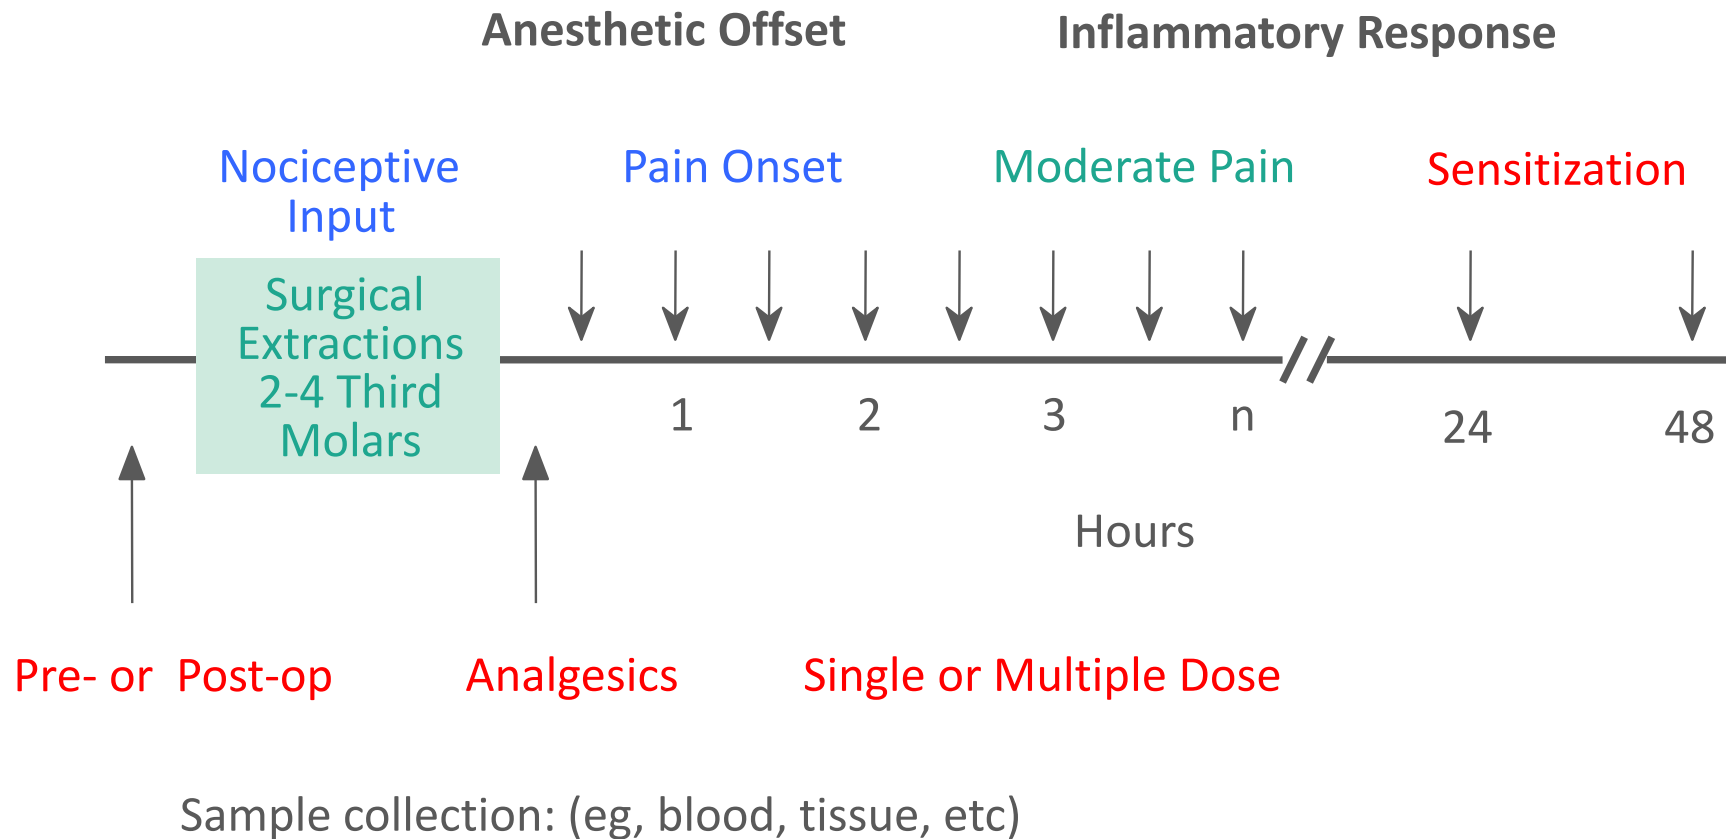 Anesthetic Offset
Inflammatory Response
Nociceptive
Input
Pain Onset
Moderate Pain
Sensitization
Surgical
Extractions
2-4 Third
Molars
1
2
3
n
24
48
Hours
Pre- or Post-op
Analgesics
Single or Multiple Dose
Sample collection: (eg, blood, tissue, etc)